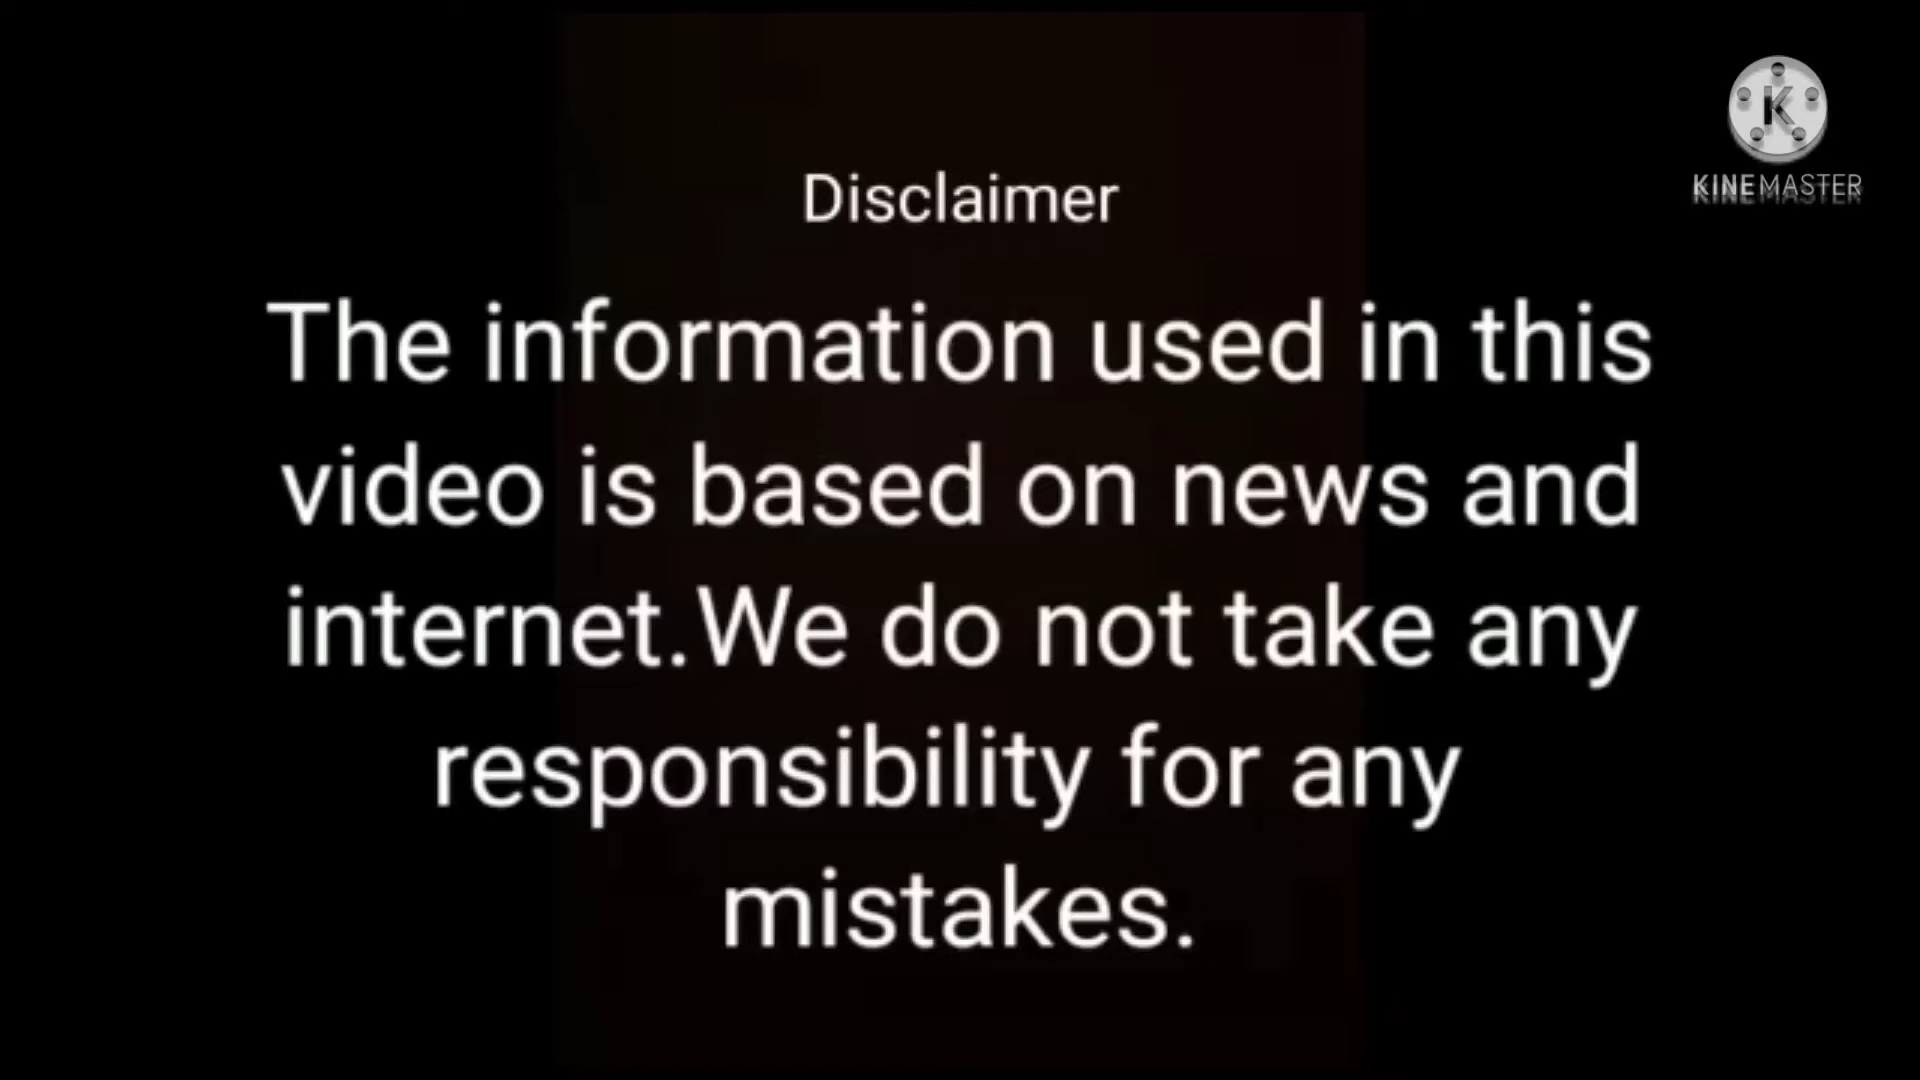 Disclaimer
The information used in this
video is based on news and
internet.We do not take any
responsibility for any
mistakes.
K
KINEMASTER